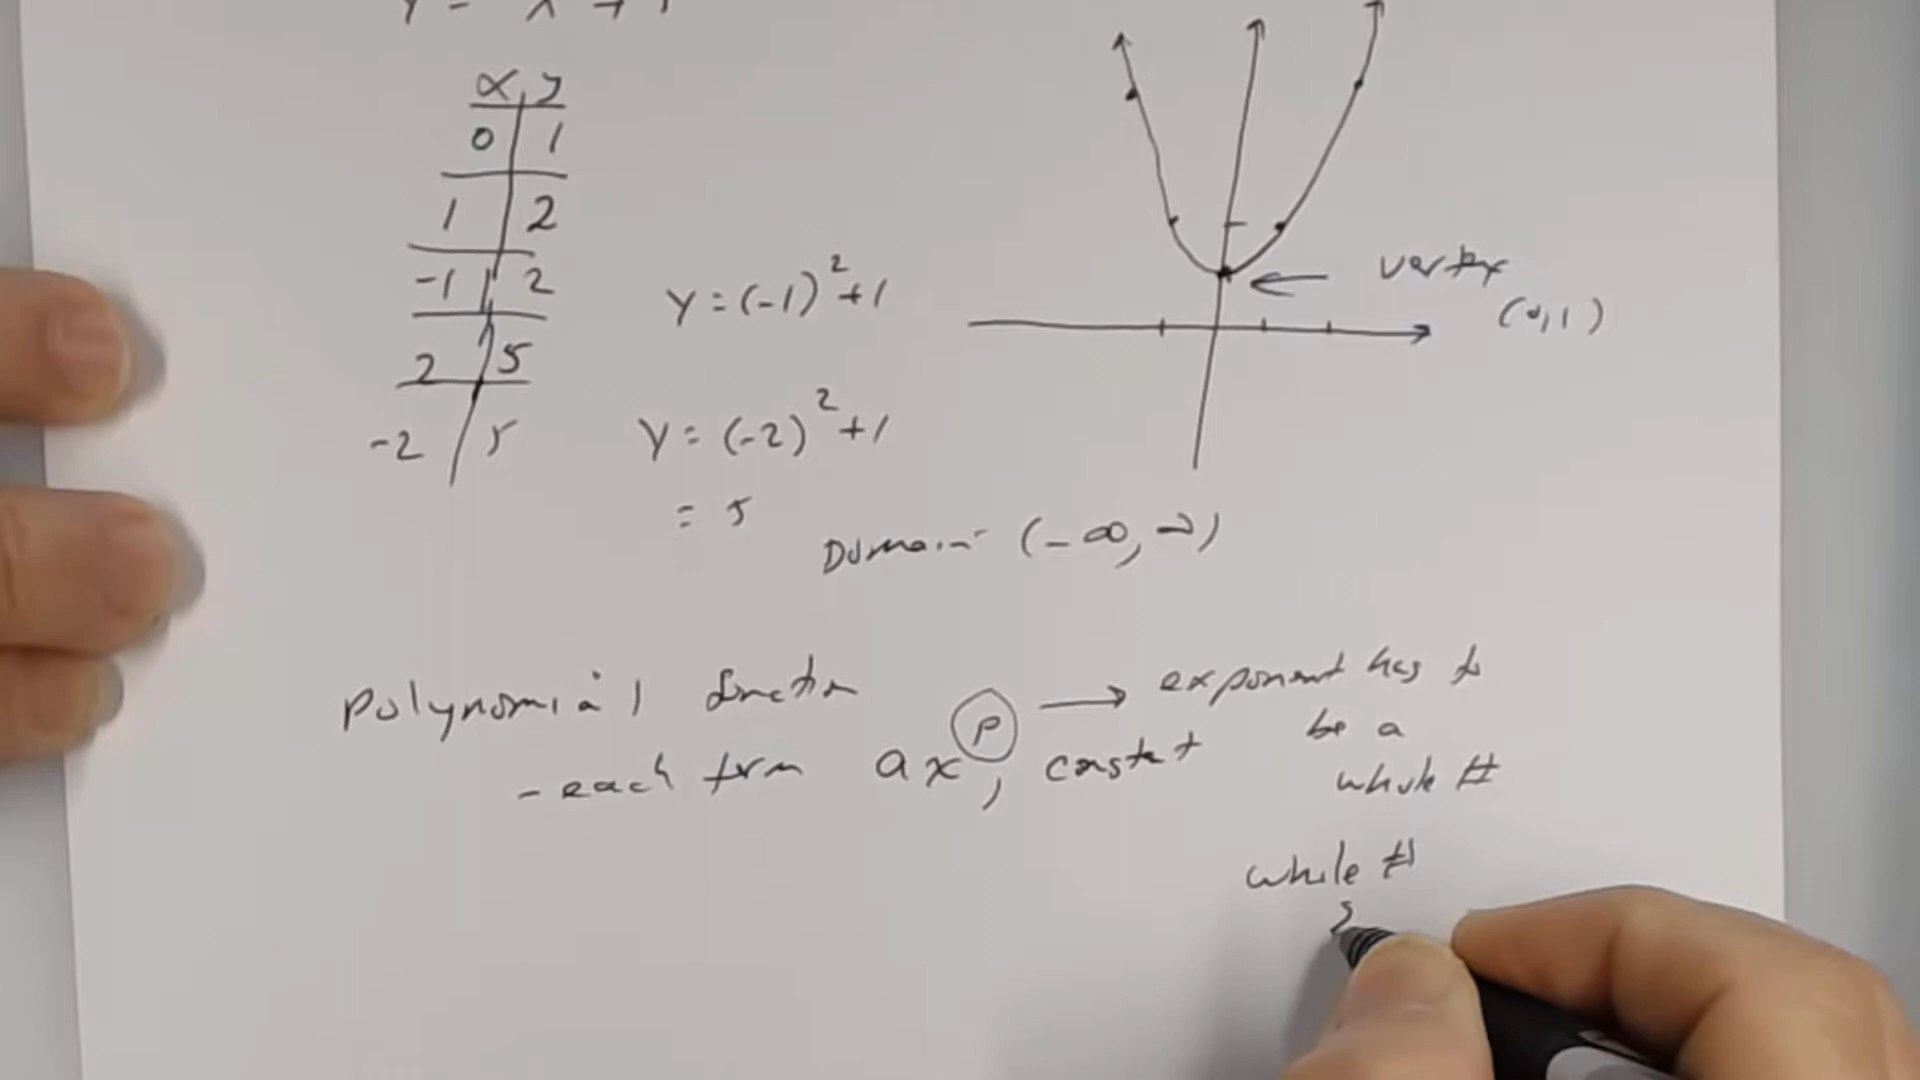 x y
0 1
1 2
-1 2
2 5
-2 5
y = (-1)² + 1
y = (-2)² + 1
= 5
vertex
(0,1)
Domain: (-∞, ∞)
polynomial function
- each term ax^p, constant
→ exponent has to
be a
whole #
whole #